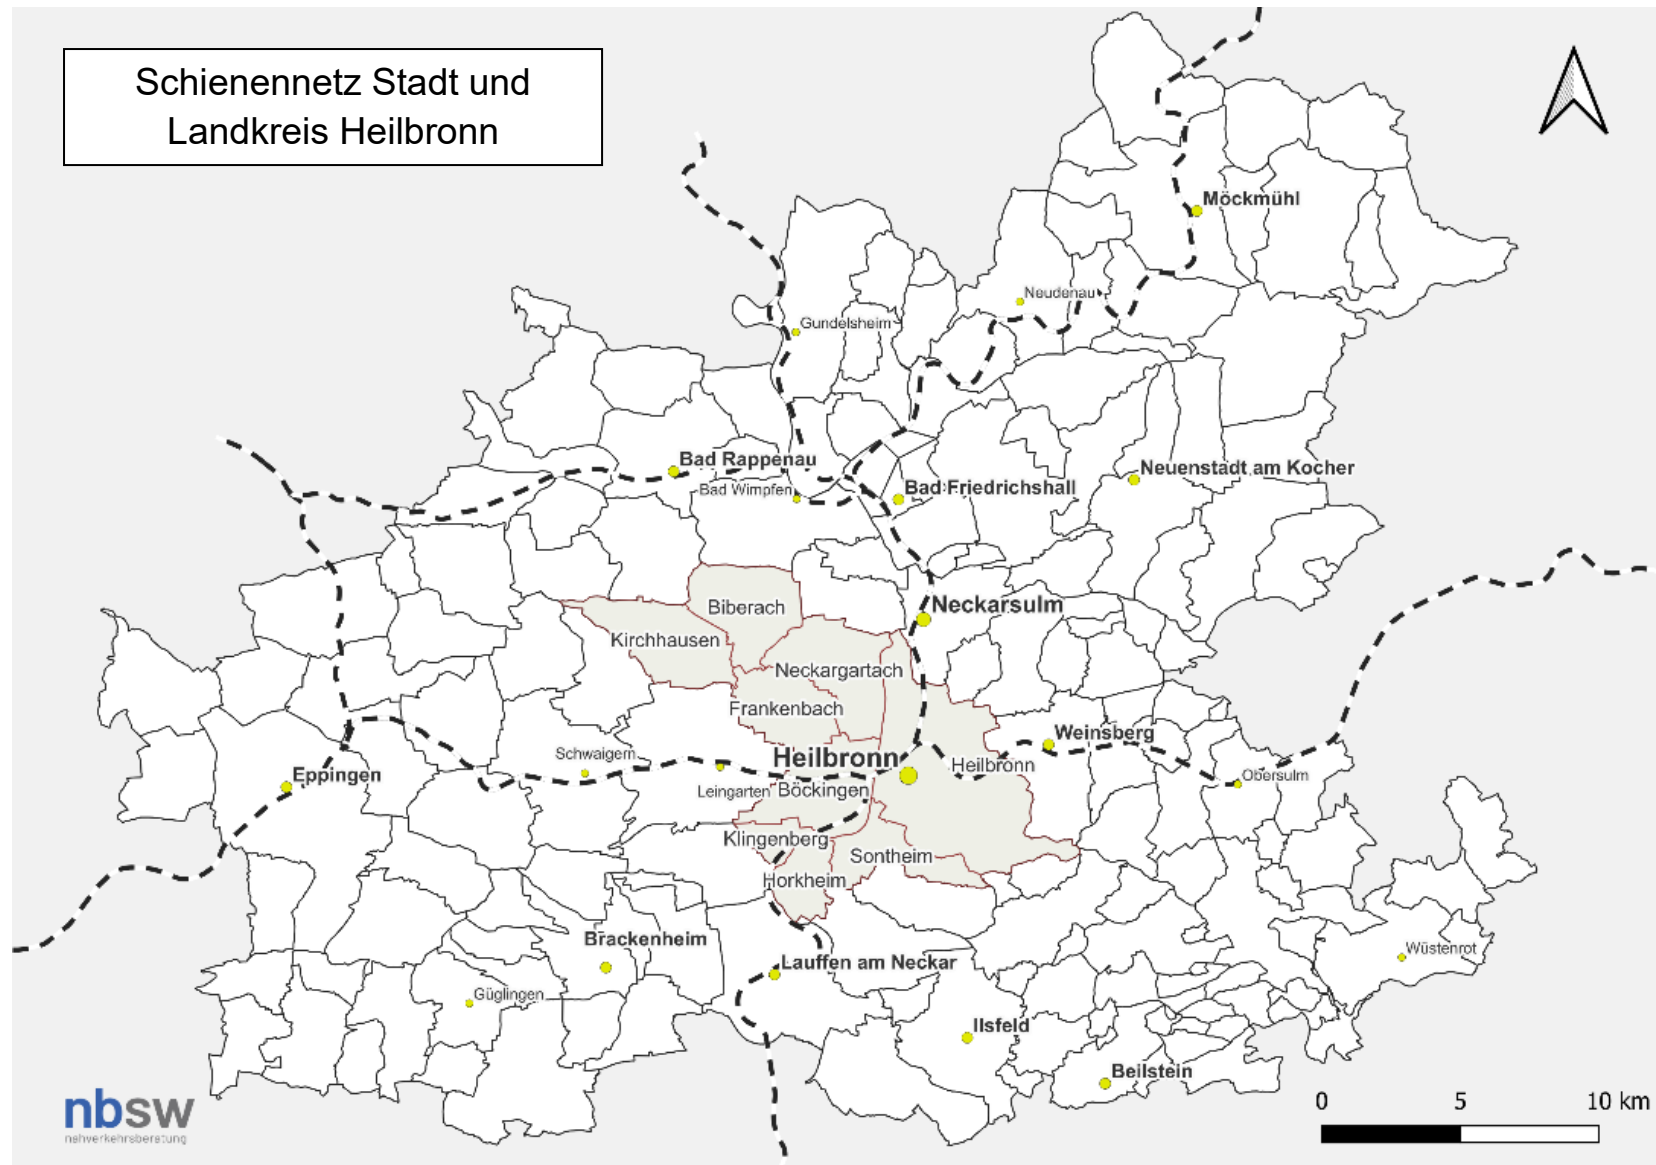 Schienennetz Stadt und
Landkreis Heilbronn
Möckmühl
Neudenau
Gundelsheim
Bad Rappenau
Bad Wimpfen
Bad Friedrichshall
Neuenstadt am Kocher
Biberach
Neckarsulm
Kirchhausen
Neckargartach
Frankenbach
Weinsberg
Schwaigern
Heilbronn
Heilbronn
Eppingen
Obersulm
Leingarten
Böckingen
Klingenberg
Sontheim
Horkheim
Brackenheim
Wüstenrot
Lauffen am Neckar
Güglingen
Ilsfeld
Beilstein
nbsw
nahverkehrsberatung
0 5 10 km